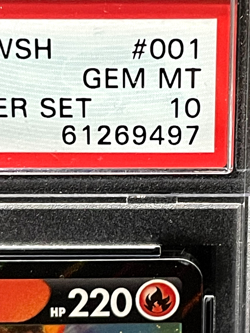 WSH #001
GEM MT
ER SET 10
61269497
HP 220